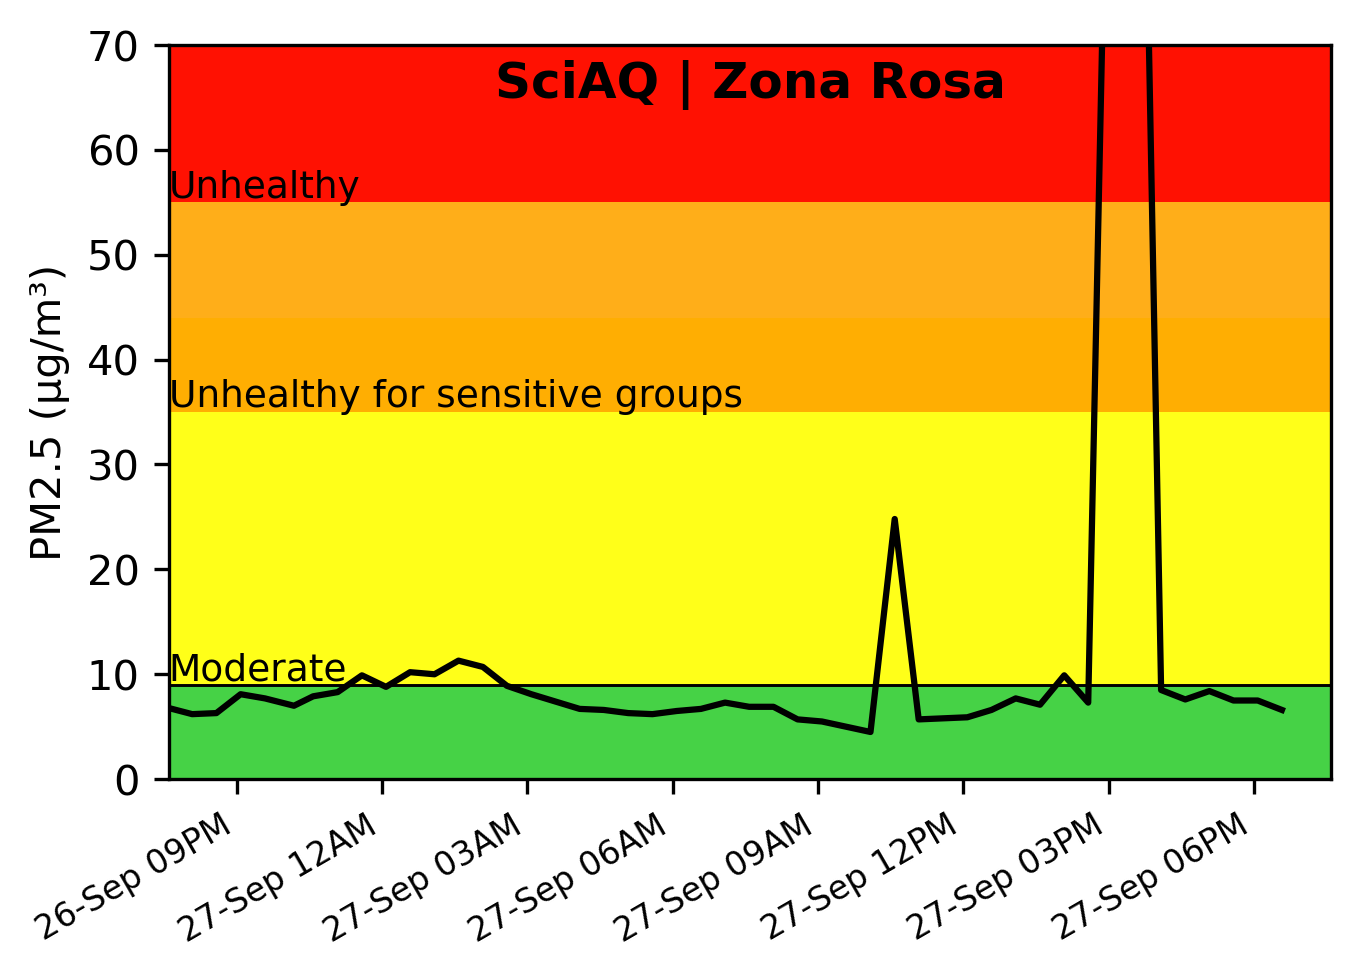 SciAQ | Zona Rosa
PM2.5 (µg/m³)
70
60
50
40
30
20
10
0
Unhealthy
Unhealthy for sensitive groups
Moderate
26-Sep 09PM
27-Sep 12AM
27-Sep 03AM
27-Sep 06AM
27-Sep 09AM
27-Sep 12PM
27-Sep 03PM
27-Sep 06PM